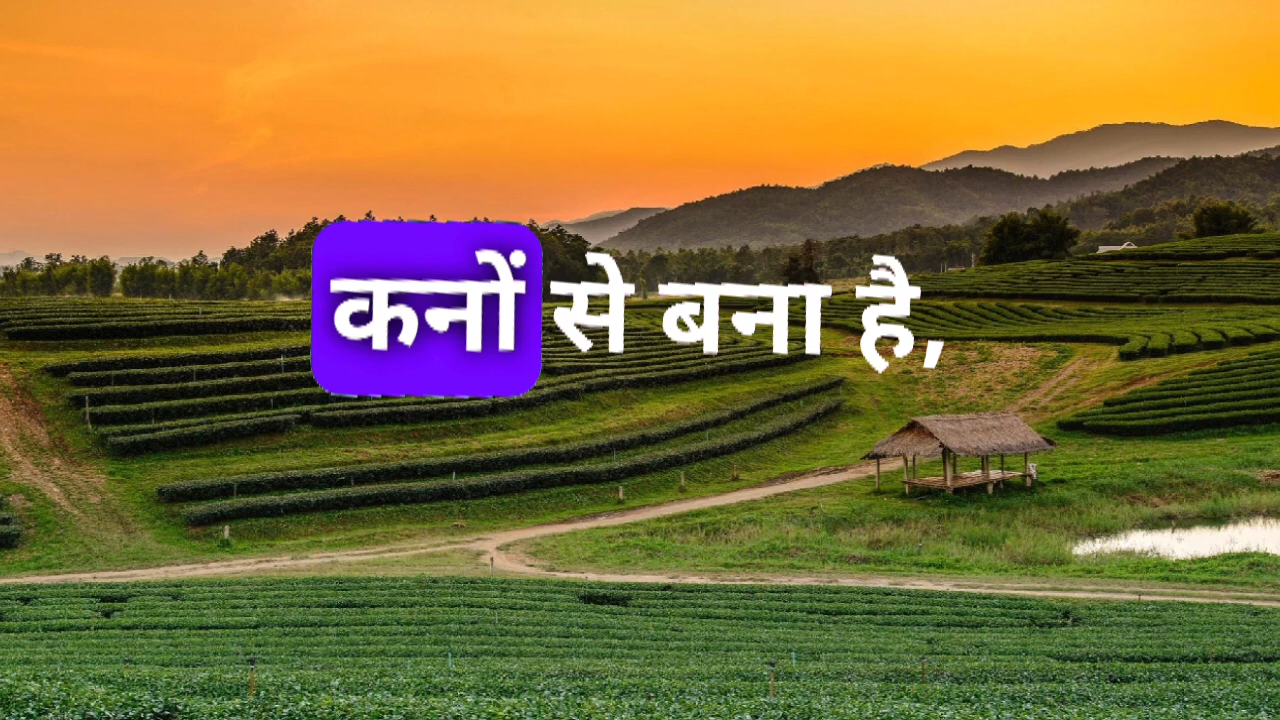 कनों से बना है,